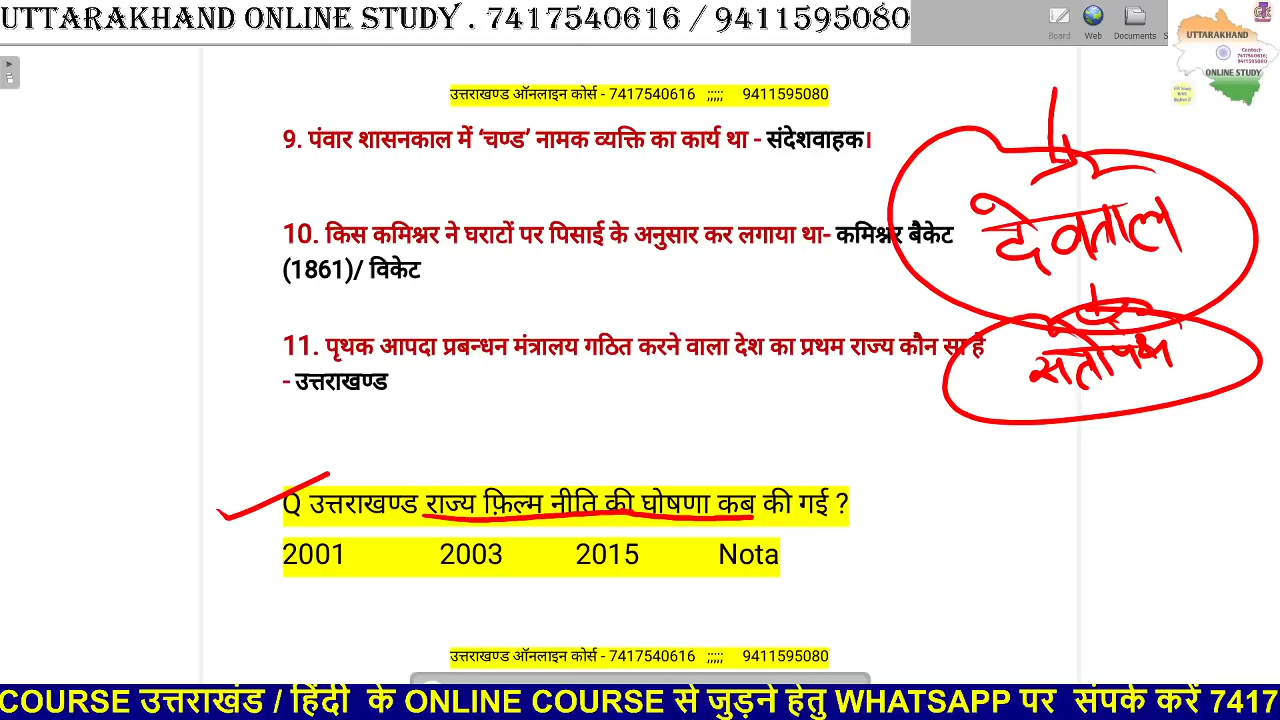 UTTARAKHAND ONLINE STUDY . 7417540616 / 9411595080
Board Web Documents
UTTARAKHAND
Contact-
7417540616;
9411595080
ONLINE STUDY
उत्तराखण्ड ऑनलाइन कोर्स - 7417540616 ;;;;; 9411595080
9. पंवार शासनकाल में ‘चण्ड’ नामक व्यक्ति का कार्य था - संदेशवाहक।
देवताल
10. किस कमिश्नर ने घराटों पर पिसाई के अनुसार कर लगाया था- कमिश्नर बैकेट
(1861)/ विकेट
11. पृथक आपदा प्रबन्धन मंत्रालय गठित करने वाला देश का प्रथम राज्य कौन सा है
- उत्तराखण्ड
सतोपंथ
Q उत्तराखण्ड राज्य फ़िल्म नीति की घोषणा कब की गई ?
2001 2003 2015 Nota
उत्तराखण्ड ऑनलाइन कोर्स - 7417540616 ;;;;; 9411595080
COURSE उत्तराखंड / हिंदी के ONLINE COURSE से जुड़ने हेतु WHATSAPP पर संपर्क करें 7417